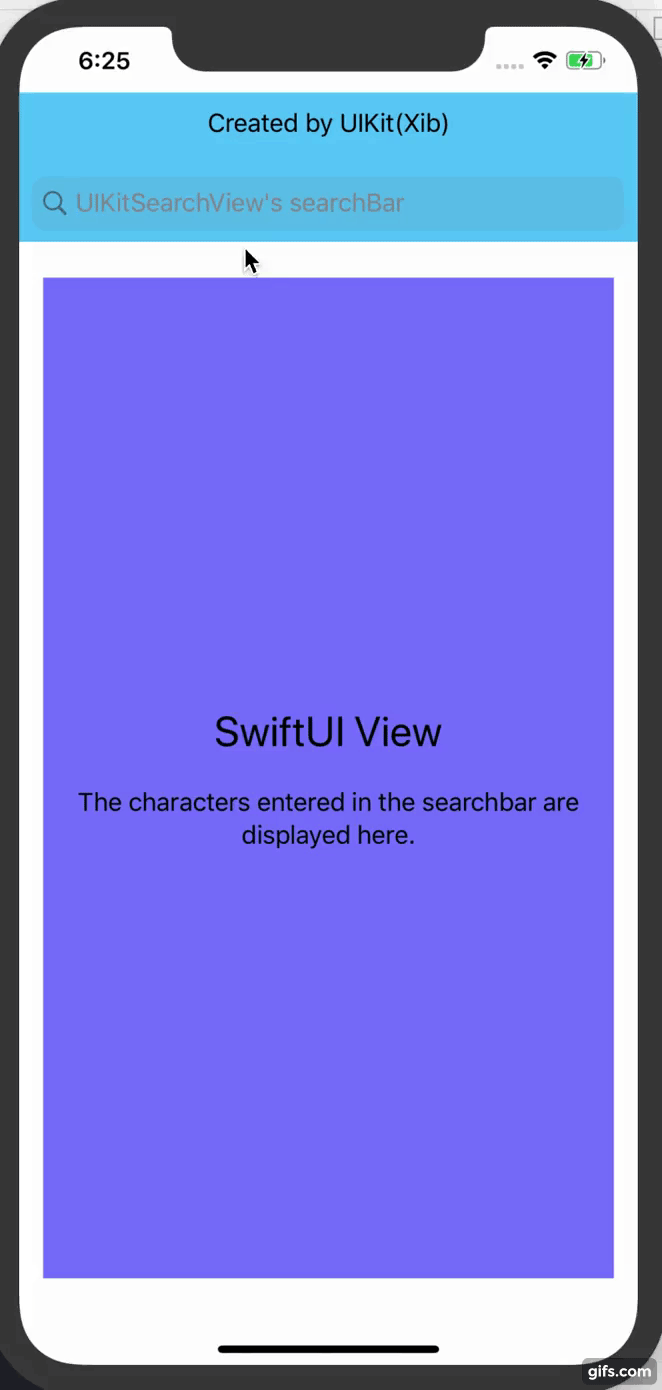 6:25
Created by UIKit(Xib)
UIKitSearchView's searchBar
SwiftUI View
The characters entered in the searchbar are
displayed here.
gifs.com